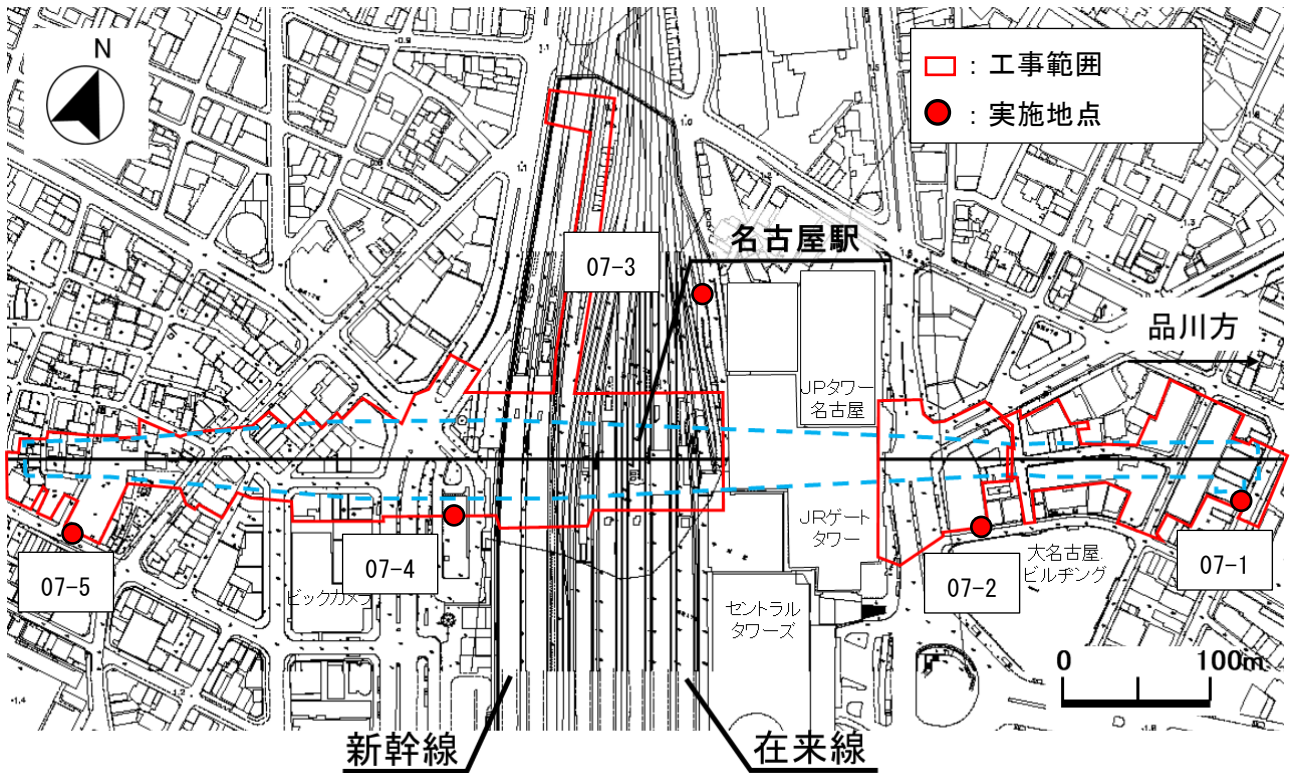 N
: 工事範囲
: 実施地点
名古屋駅
07-3
品川方
JPタワー
名古屋
JRゲート
タワー
大名古屋
ビルヂング
07-1
07-2
07-4
07-5
ビックカメラ
セントラル
タワーズ
0 100m
新幹線
在来線